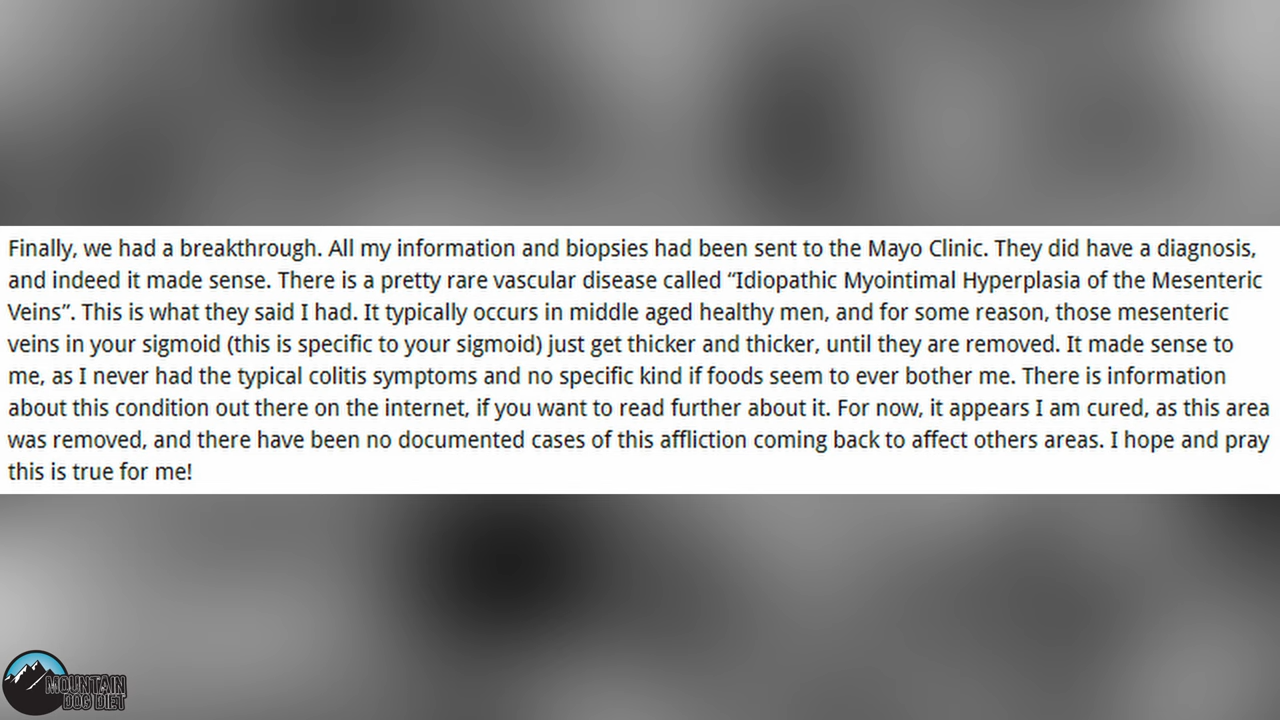 Finally, we had a breakthrough. All my information and biopsies had been sent to the Mayo Clinic. They did have a diagnosis,
and indeed it made sense. There is a pretty rare vascular disease called “Idiopathic Myointimal Hyperplasia of the Mesenteric
Veins”. This is what they said I had. It typically occurs in middle aged healthy men, and for some reason, those mesenteric
veins in your sigmoid (this is specific to your sigmoid) just get thicker and thicker, until they are removed. It made sense to
me, as I never had the typical colitis symptoms and no specific kind if foods seem to ever bother me. There is information
about this condition out there on the internet, if you want to read further about it. For now, it appears I am cured, as this area
was removed, and there have been no documented cases of this affliction coming back to affect others areas. I hope and pray
this is true for me!
MOUNTAIN
DOG DIET